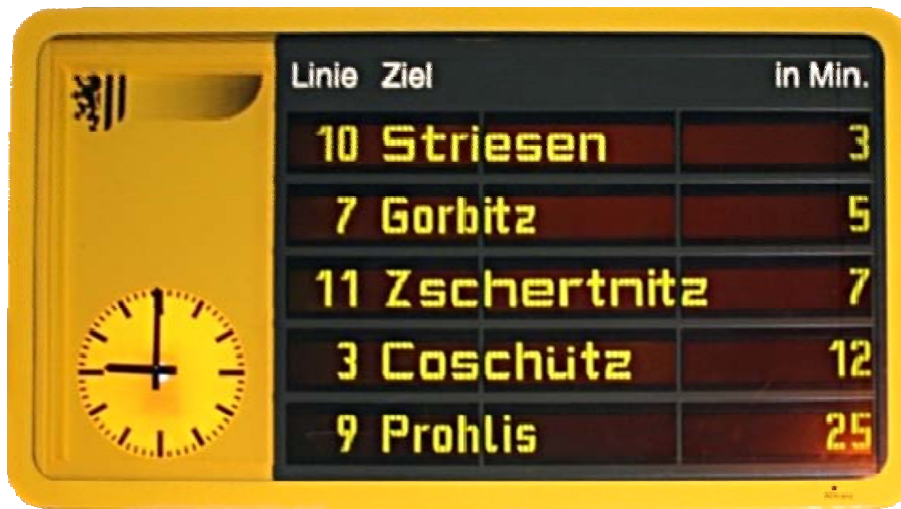 Linie Ziel in Min.
10 Striesen 3
7 Gorbitz 5
11 Zschertnitz 7
3 Coschütz 12
9 Prohlis 25